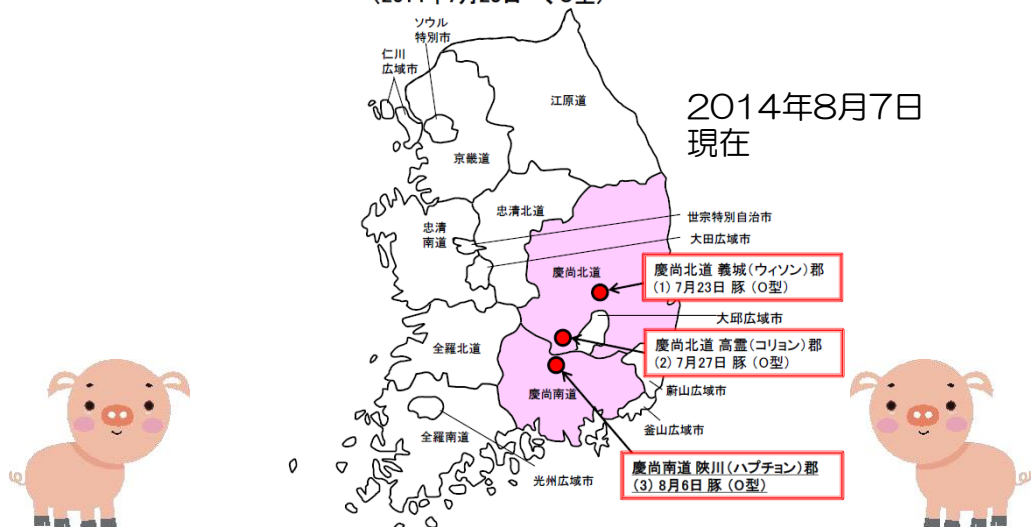 ソウル
特別市
仁川
広域市
江原道
2014年8月7日
現在
京畿道
忠清北道
忠清
南道
世宗特別自治市
大田広域市
慶尚北道
慶尚北道 義城(ウィソン)郡
(1) 7月23日 豚 (O型)
大邱広域市
慶尚北道 高霊(コリョン)郡
(2) 7月27日 豚 (O型)
全羅北道
慶尚南道
蔚山広域市
釜山広域市
全羅南道
光州広域市
慶尚南道 陜川(ハプチョン)郡
(3) 8月6日 豚 (O型)